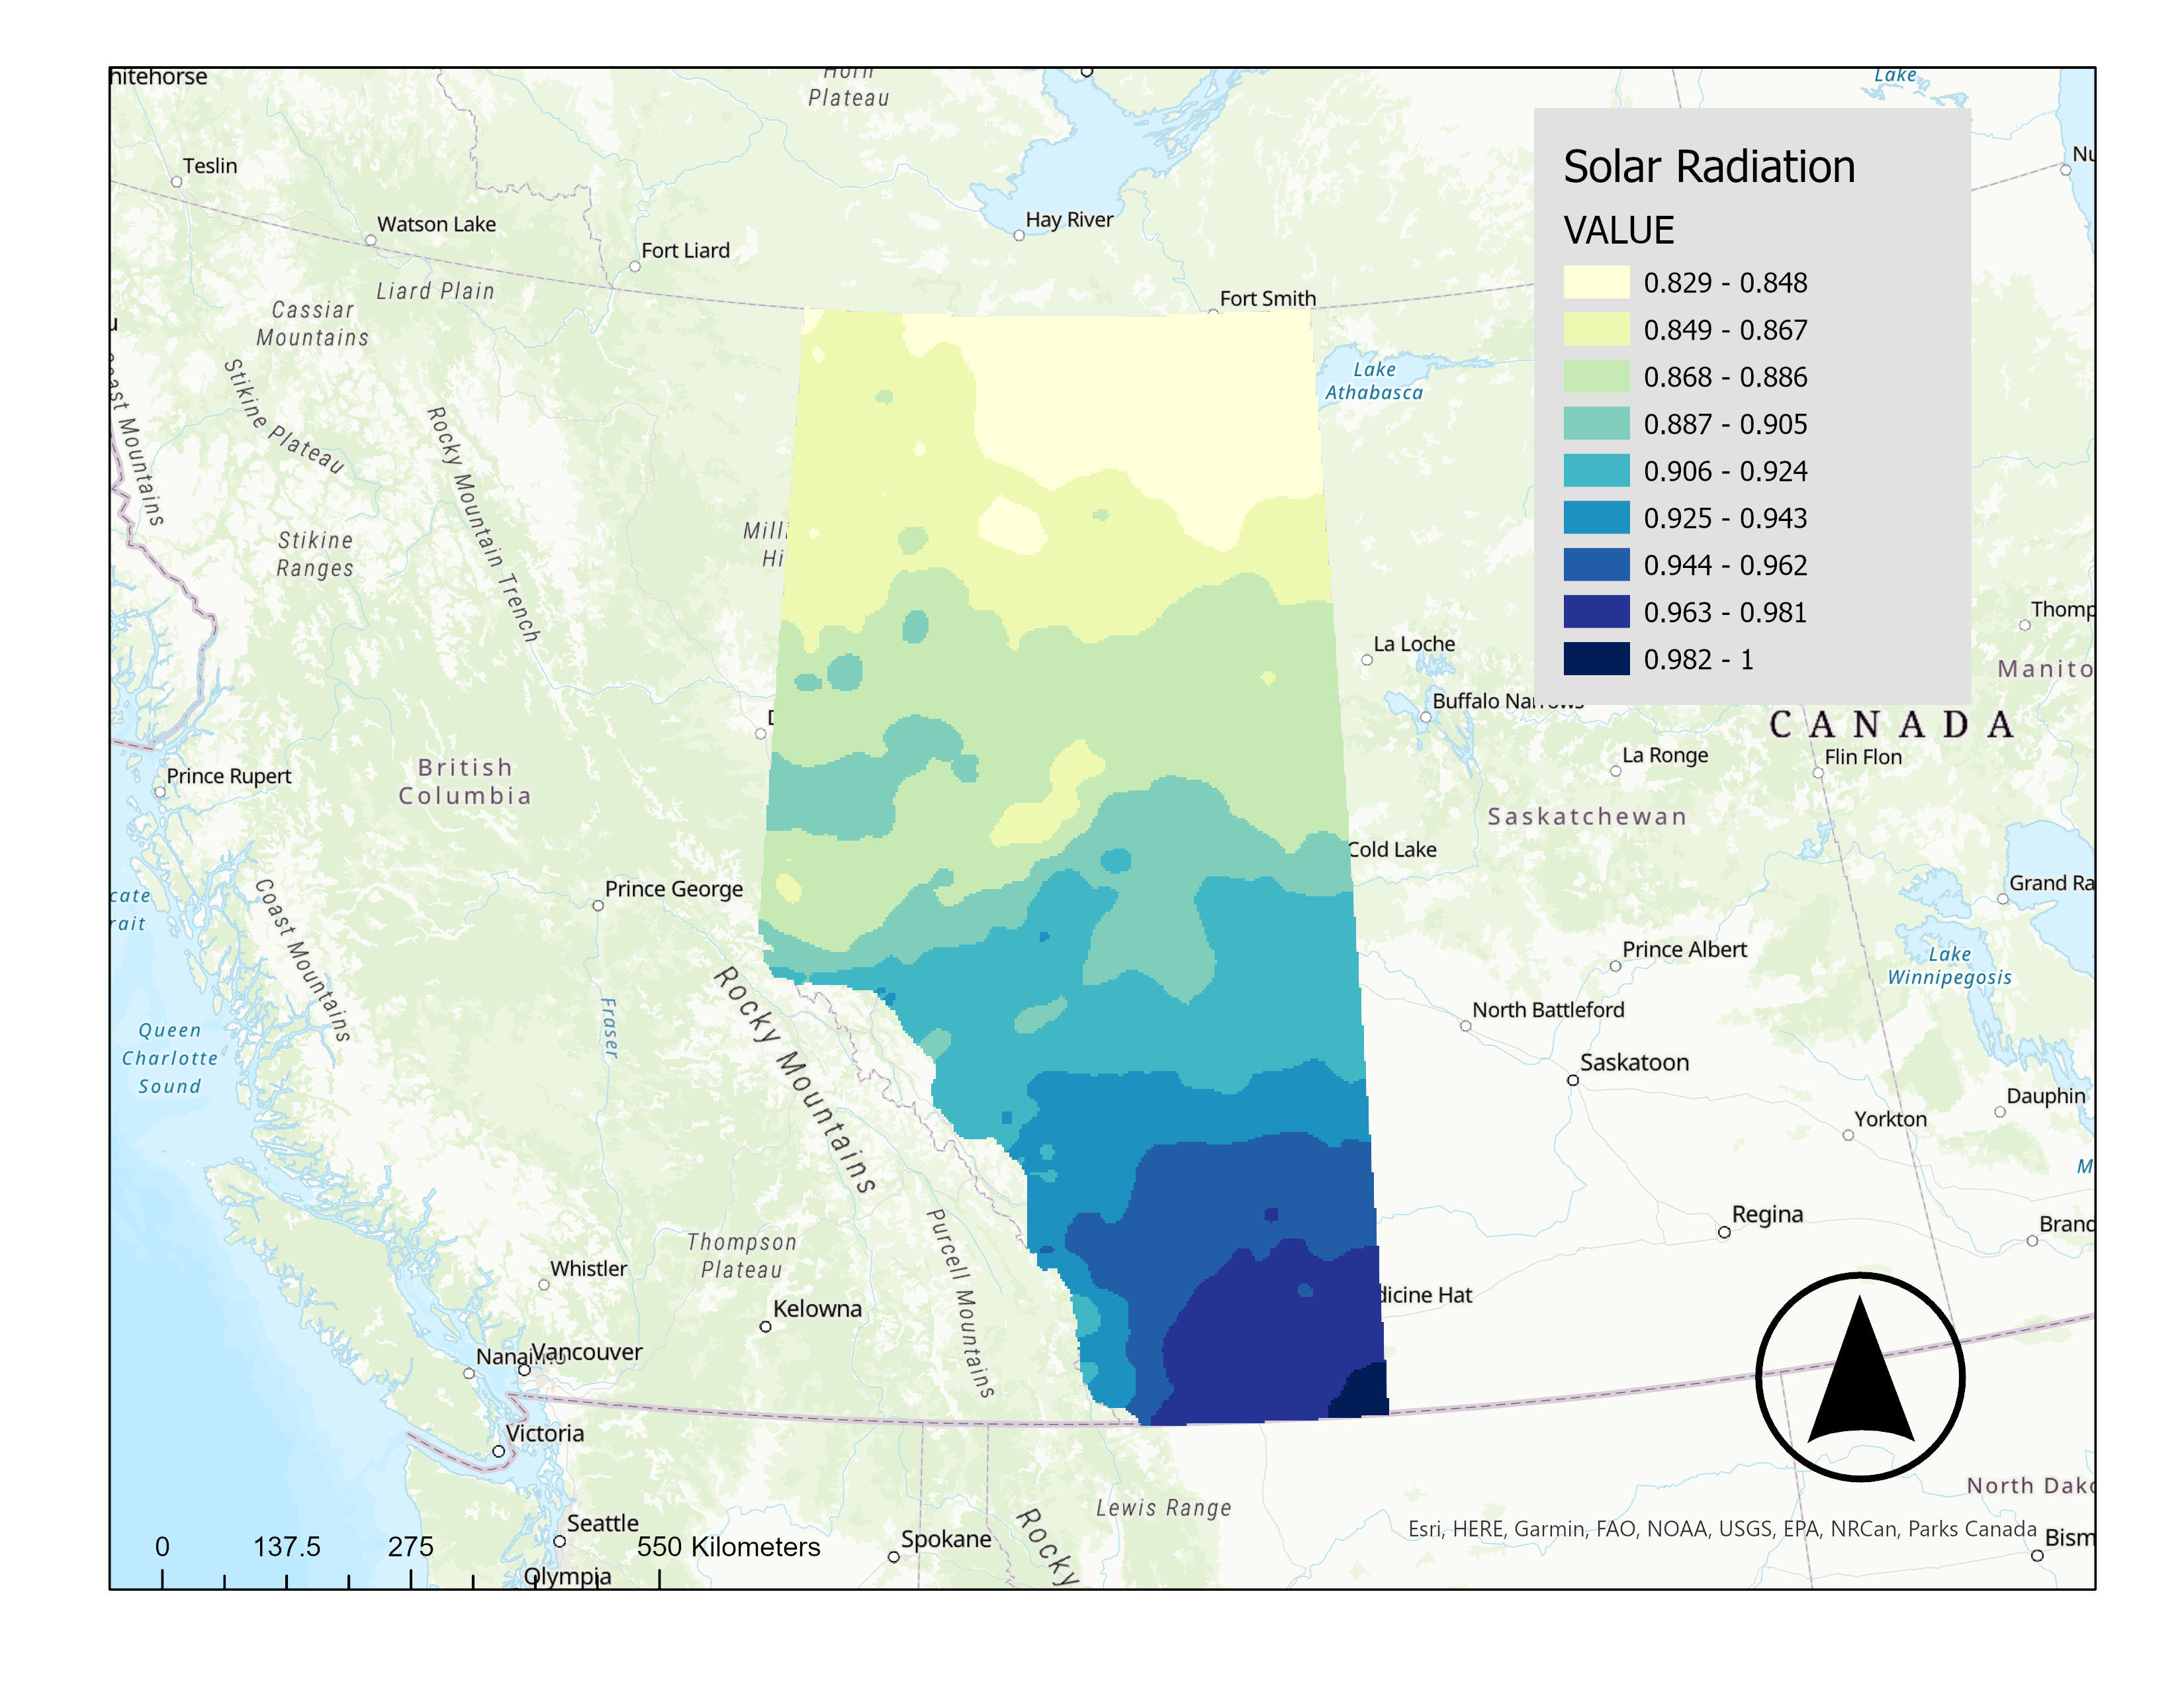 hitehorse
Horn
Plateau
Lake
Teslin
Watson Lake
Fort Liard
Hay River
Liard Plain
Fort Smith
Cassiar
Mountains
Stikine Plateau
Coast Mountains
Rocky Mountain Trench
Lake
Athabasca
Stikine
Ranges
Milli
Hi
Solar Radiation
VALUE
0.829 - 0.848
0.849 - 0.867
0.868 - 0.886
0.887 - 0.905
0.906 - 0.924
0.925 - 0.943
0.944 - 0.962
0.963 - 0.981
0.982 - 1
Nu
Thomp
Manito
La Loche
Buffalo Narrows
CANADA
La Ronge
Flin Flon
Saskatchewan
D
Prince Rupert
British
Columbia
Cold Lake
Prince George
Grand Ra
cate
rait
Coast Mountains
Prince Albert
Lake
Winnipegosis
North Battleford
Fraser
Rocky Mountains
Queen
Charlotte
Sound
Saskatoon
Dauphin
Yorkton
M
Regina
Brand
Thompson
Plateau
Purcell Mountains
Whistler
Kelowna
dicine Hat
Nanaimo
Vancouver
Victoria
North Dako
Lewis Range
Rocky
Seattle
Spokane
Olympia
Esri, HERE, Garmin, FAO, NOAA, USGS, EPA, NRCan, Parks Canada
Bism
0 137.5 275 550 Kilometers